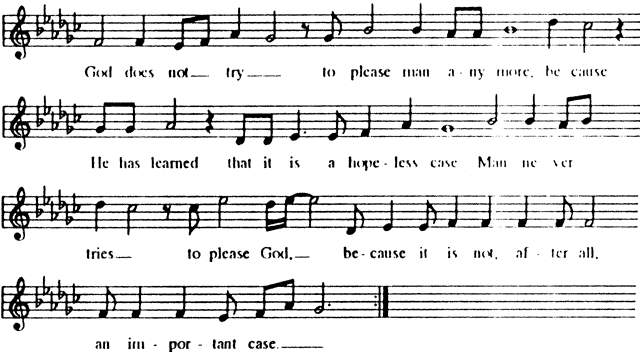 God does not try to please man a - ny more, be cause
He has learned that it is a hope - less case Man ne ver
tries to please God, be - cause it is not, af - ter all,
an im - por - tant case.